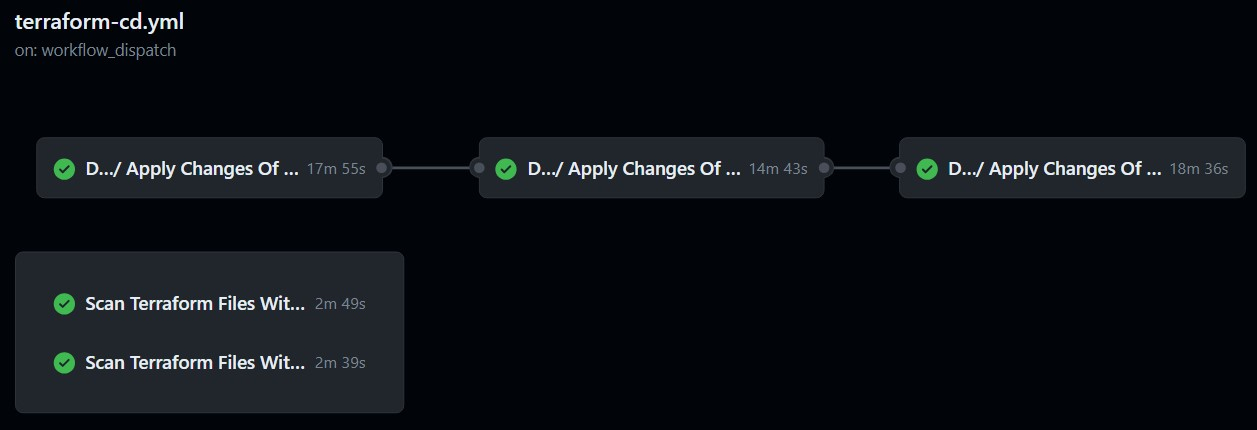 terraform-cd.yml
on: workflow_dispatch
D.../ Apply Changes Of ... 17m 55s
D.../ Apply Changes Of ... 14m 43s
D.../ Apply Changes Of ... 18m 36s
Scan Terraform Files Wit... 2m 49s
Scan Terraform Files Wit... 2m 39s